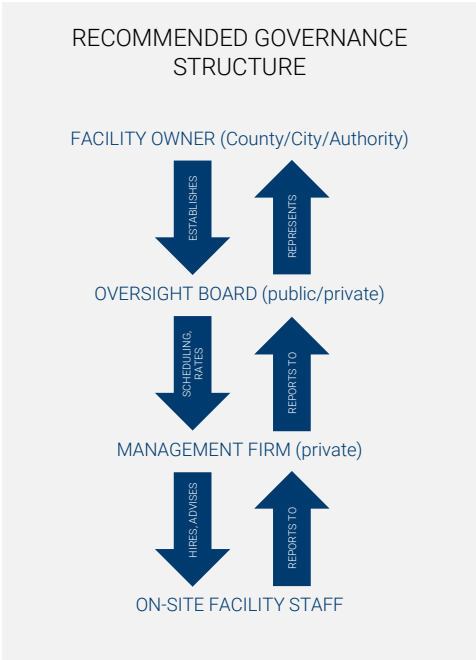 RECOMMENDED GOVERNANCE
STRUCTURE
FACILITY OWNER (County/City/Authority)
ESTABLISHES
REPRESENTS
OVERSIGHT BOARD (public/private)
SCHEDULING,
RATES
REPORTS TO
MANAGEMENT FIRM (private)
HIRES, ADVISES
REPORTS TO
ON-SITE FACILITY STAFF